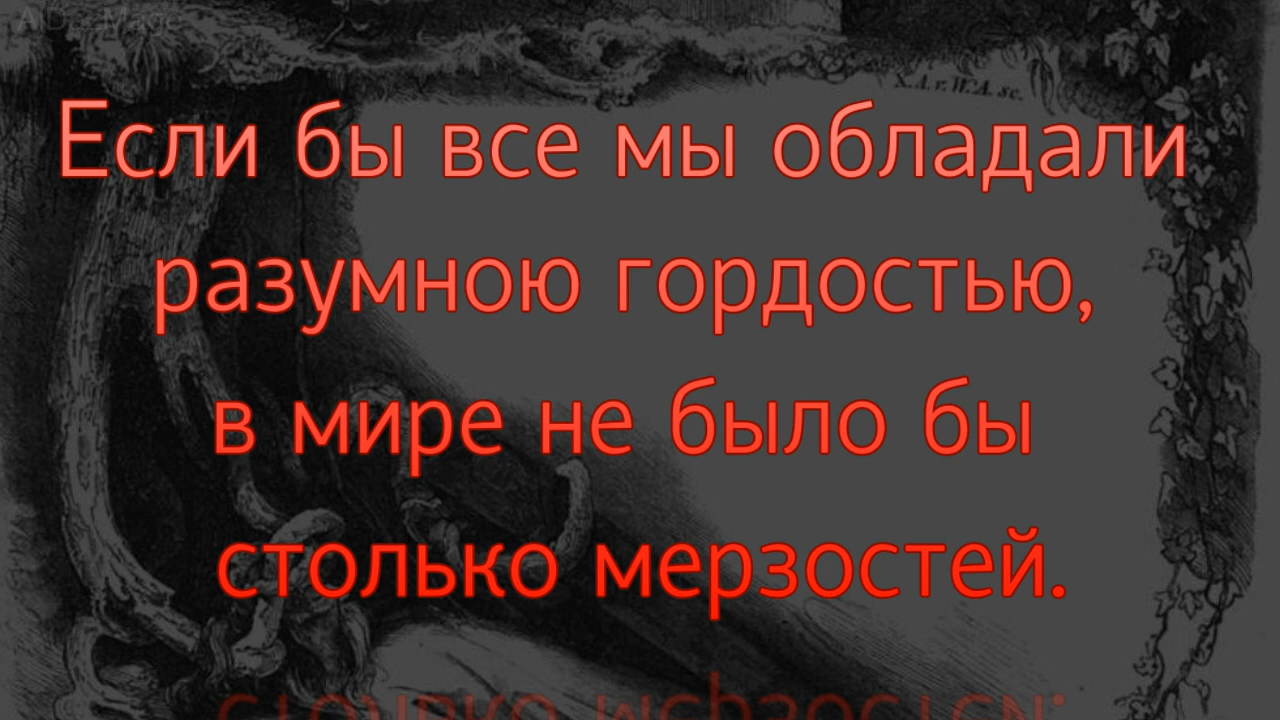 Если бы все мы обладали
разумною гордостью,
в мире не было бы
столько мерзостей.